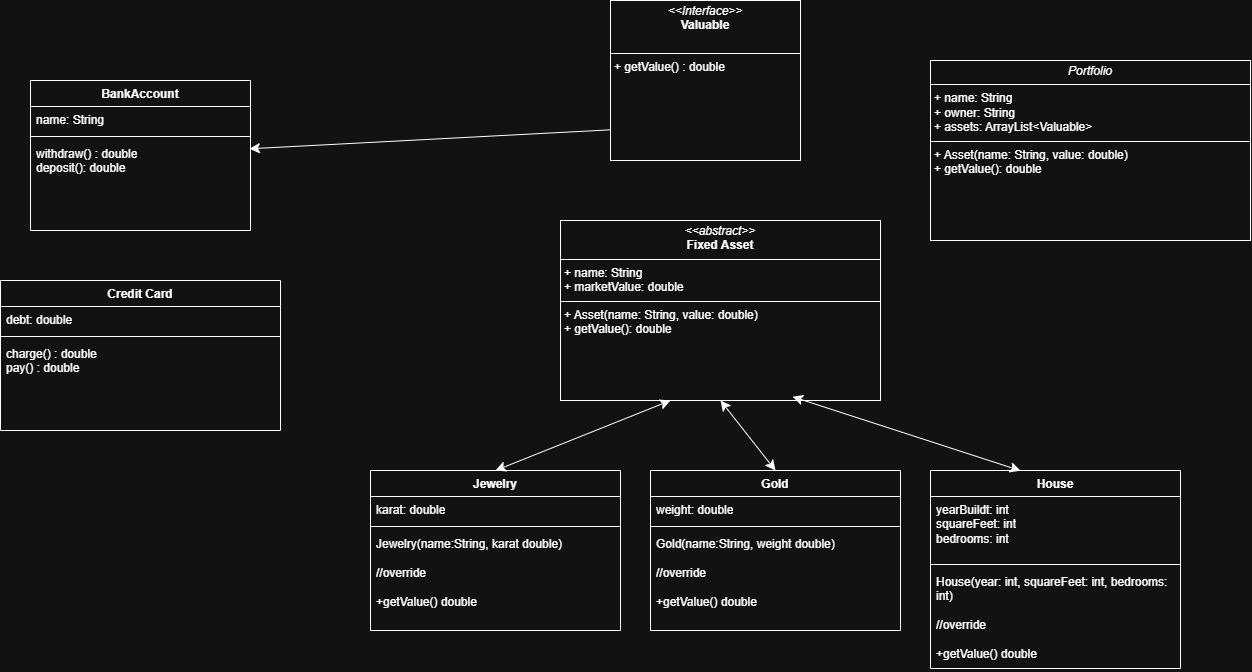 <<Interface>>
Valuable
+ getValue() : double
BankAccount
name: String
withdraw() : double
deposit(): double
Portfolio
+ name: String
+ owner: String
+ assets: ArrayList<Valuable>
+ Asset(name: String, value: double)
+ getValue(): double
<<abstract>>
Fixed Asset
+ name: String
+ marketValue: double
+ Asset(name: String, value: double)
+ getValue(): double
Credit Card
debt: double
charge() : double
pay() : double
Jewelry
karat: double
Jewelry(name:String, karat double)
//override
+getValue() double
Gold
weight: double
Gold(name:String, weight double)
//override
+getValue() double
House
yearBuildt: int
squareFeet: int
bedrooms: int
House(year: int, squareFeet: int, bedrooms:
int)
//override
+getValue() double